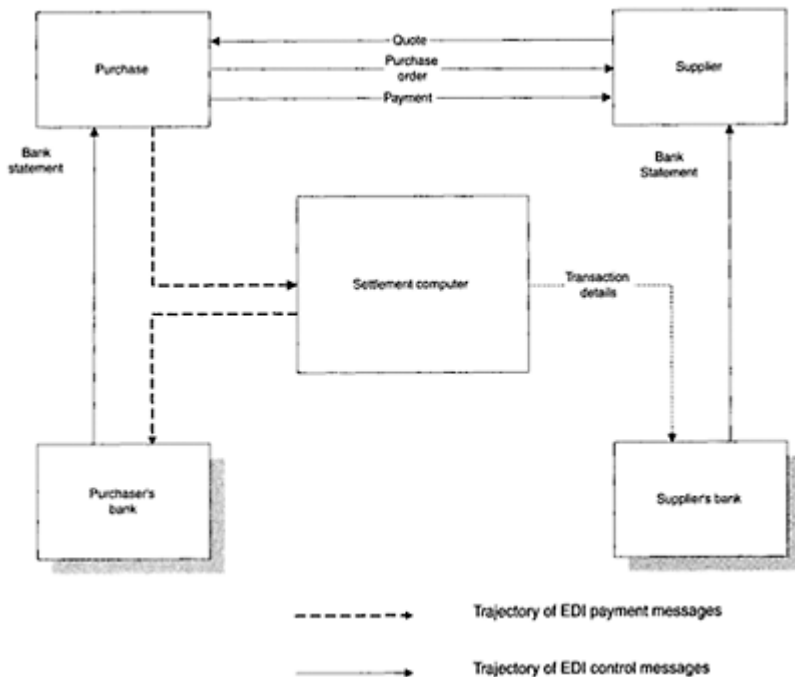 Quote
Purchase
Purchase
order
Supplier
Payment
Bank
statement
Bank
Statement
Settlement computer
Transaction
details
Purchaser's
bank
Supplier's bank
Trajectory of EDI payment messages
Trajectory of EDI control messages